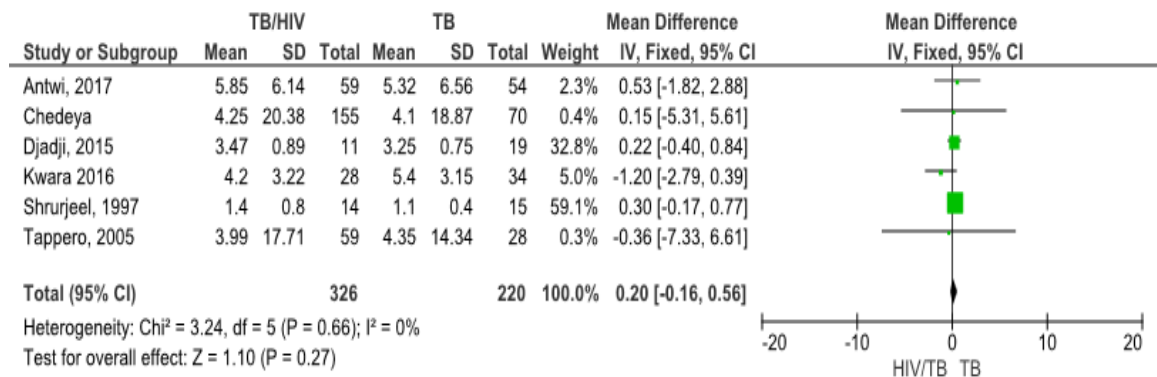 TB/HIV TB Mean Difference Mean Difference
Study or Subgroup Mean SD Total Mean SD Total Weight IV, Fixed, 95% CI IV, Fixed, 95% CI
Antwi, 2017 5.85 6.14 59 5.32 6.56 54 2.3% 0.53 [-1.82, 2.88]
Chedeya 4.25 20.38 155 4.1 18.87 70 0.4% 0.15 [-5.31, 5.61]
Djadji, 2015 3.47 0.89 11 3.25 0.75 19 32.8% 0.22 [-0.40, 0.84]
Kwara 2016 4.2 3.22 28 5.4 3.15 34 5.0% -1.20 [-2.79, 0.39]
Shrurjeel, 1997 1.4 0.8 14 1.1 0.4 15 59.1% 0.30 [-0.17, 0.77]
Tappero, 2005 3.99 17.71 59 4.35 14.34 28 0.3% -0.36 [-7.33, 6.61]
Total (95% CI) 326 220 100.0% 0.20 [-0.16, 0.56]
Heterogeneity: Chi² = 3.24, df = 5 (P = 0.66); I² = 0%
Test for overall effect: Z = 1.10 (P = 0.27)
-20 -10 0 10 20
HIV/TB TB